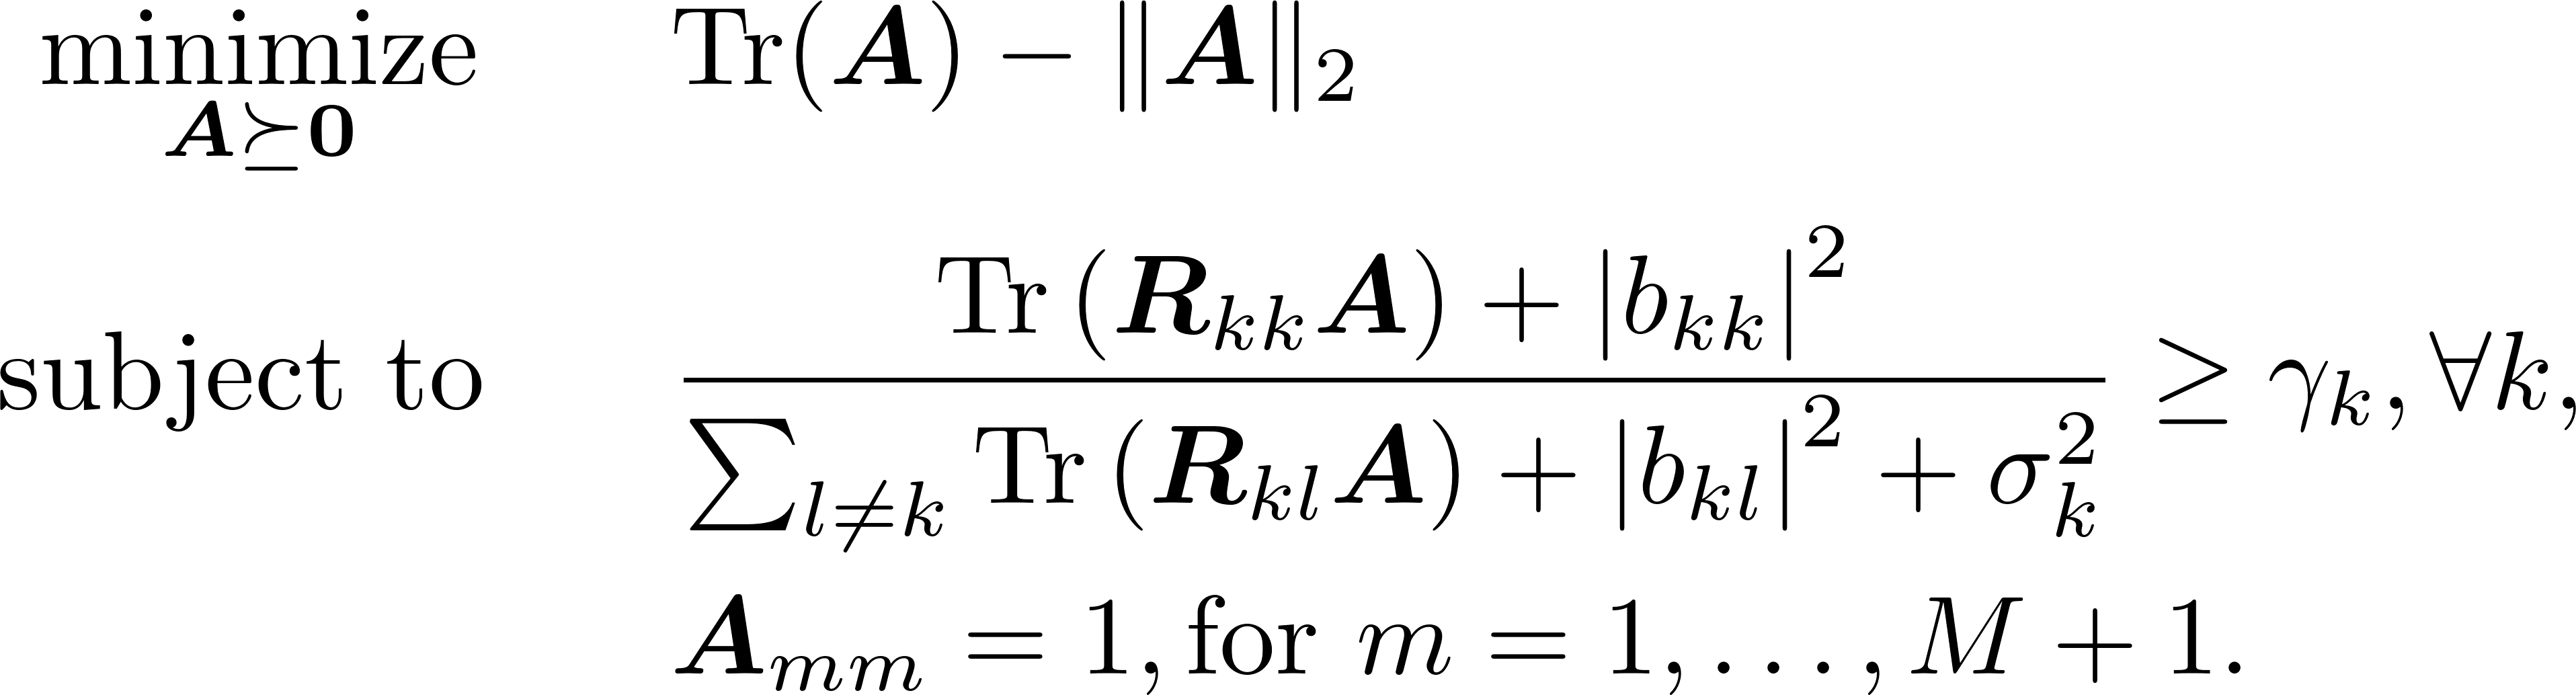 minimize Tr(A) − ‖A‖₂
A⪰0
subject to Tr (R_{kk}A) + |b_{kk}|² / ∑_{l≠k} Tr (R_{kl}A) + |b_{kl}|² + σ_k² ≥ γ_k, ∀k,
A_{mm} = 1, for m = 1, . . . , M + 1.